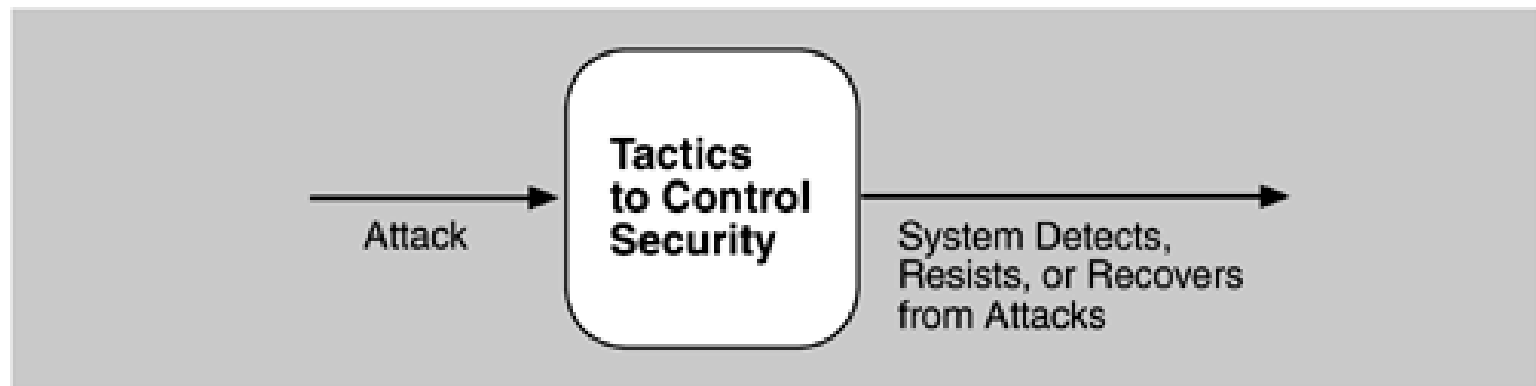 Attack
Tactics
to Control
Security
System Detects,
Resists, or Recovers
from Attacks